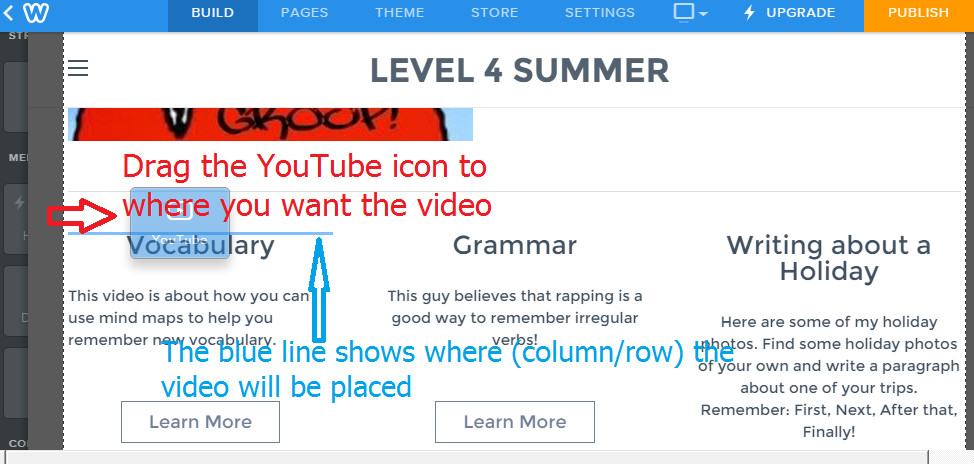 BUILD PAGES THEME STORE SETTINGS UPGRADE PUBLISH
LEVEL 4 SUMMER
GROOP!
Drag the YouTube icon to
where you want the video
YouTube
Vocabulary
This video is about how you can
use mind maps to help you
remember new vocabulary.
Learn More
Grammar
This guy believes that rapping is a
good way to remember irregular
verbs!
Learn More
Writing about a
Holiday
Here are some of my holiday
photos. Find some holiday photos
of your own and write a paragraph
about one of your trips.
Remember: First, Next, After that,
Finally!
The blue line shows where (column/row) the
video will be placed